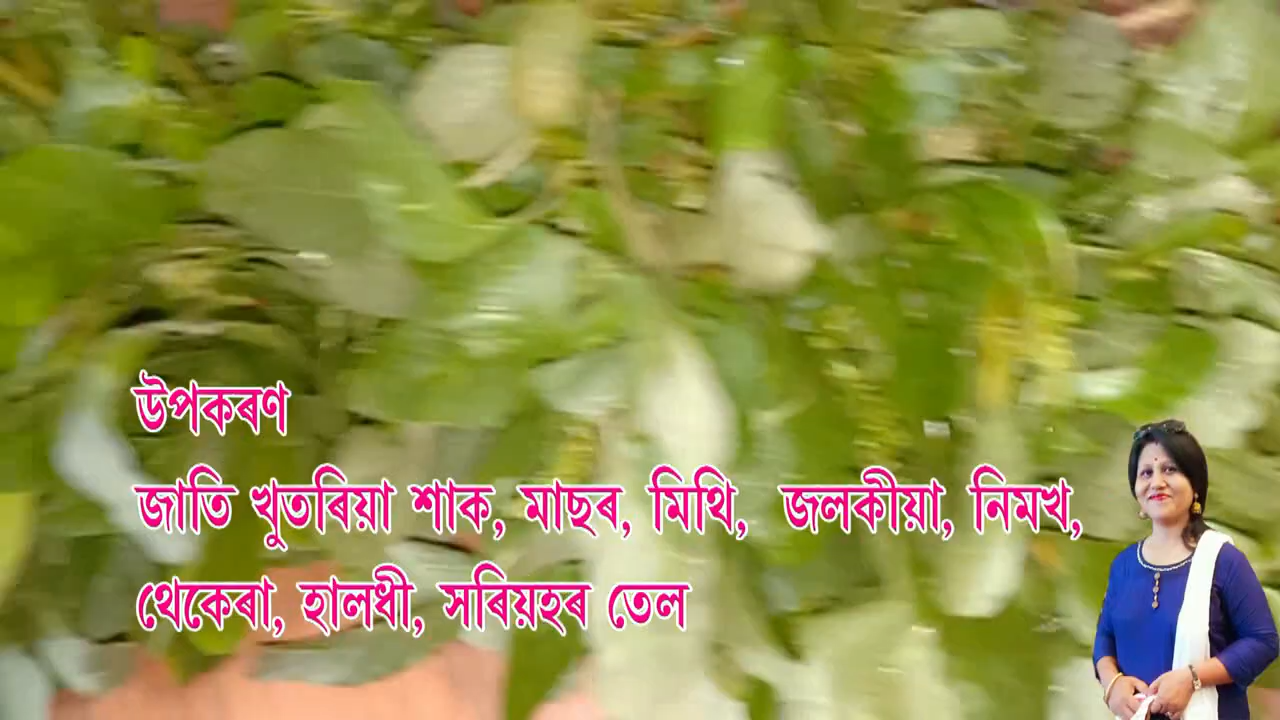 উপকৰণ
জাতি খুতৰিয়া শাক, মাছৰ, মিথি, জলকীয়া, নিমখ,
থেকেৰা, হালধী, সৰিয়হৰ তেল